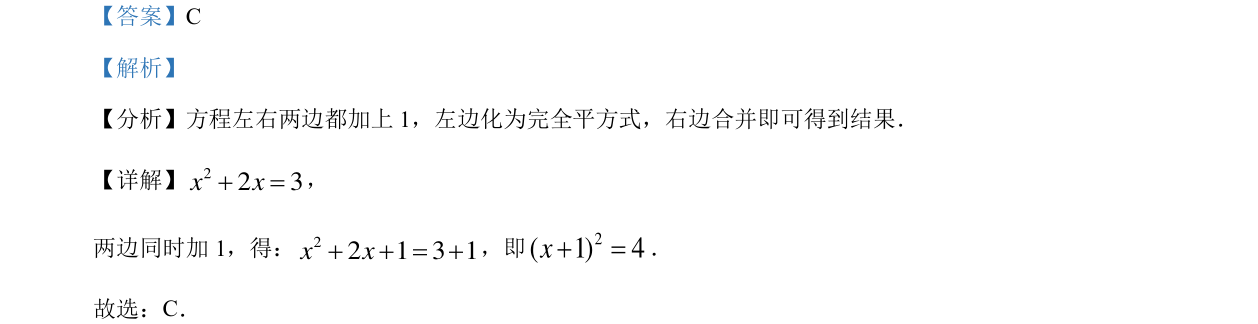 【答案】C
【解析】
【分析】方程左右两边都加上 1，左边化为完全平方式，右边合并即可得到结果．
【详解】x² + 2x = 3，
两边同时加 1，得：x² + 2x + 1 = 3 + 1，即 (x + 1)² = 4．
故选：C．